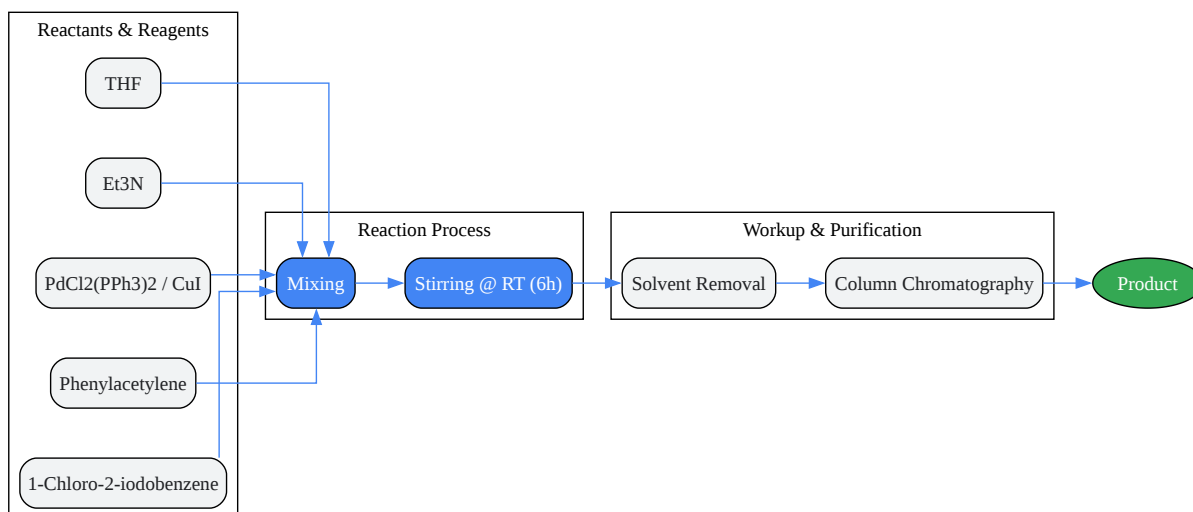 Reactants & Reagents
THF
Et3N
PdCl2(PPh3)2 / CuI
Phenylacetylene
1-Chloro-2-iodobenzene
Reaction Process
Mixing
Stirring @ RT (6h)
Workup & Purification
Solvent Removal
Column Chromatography
Product